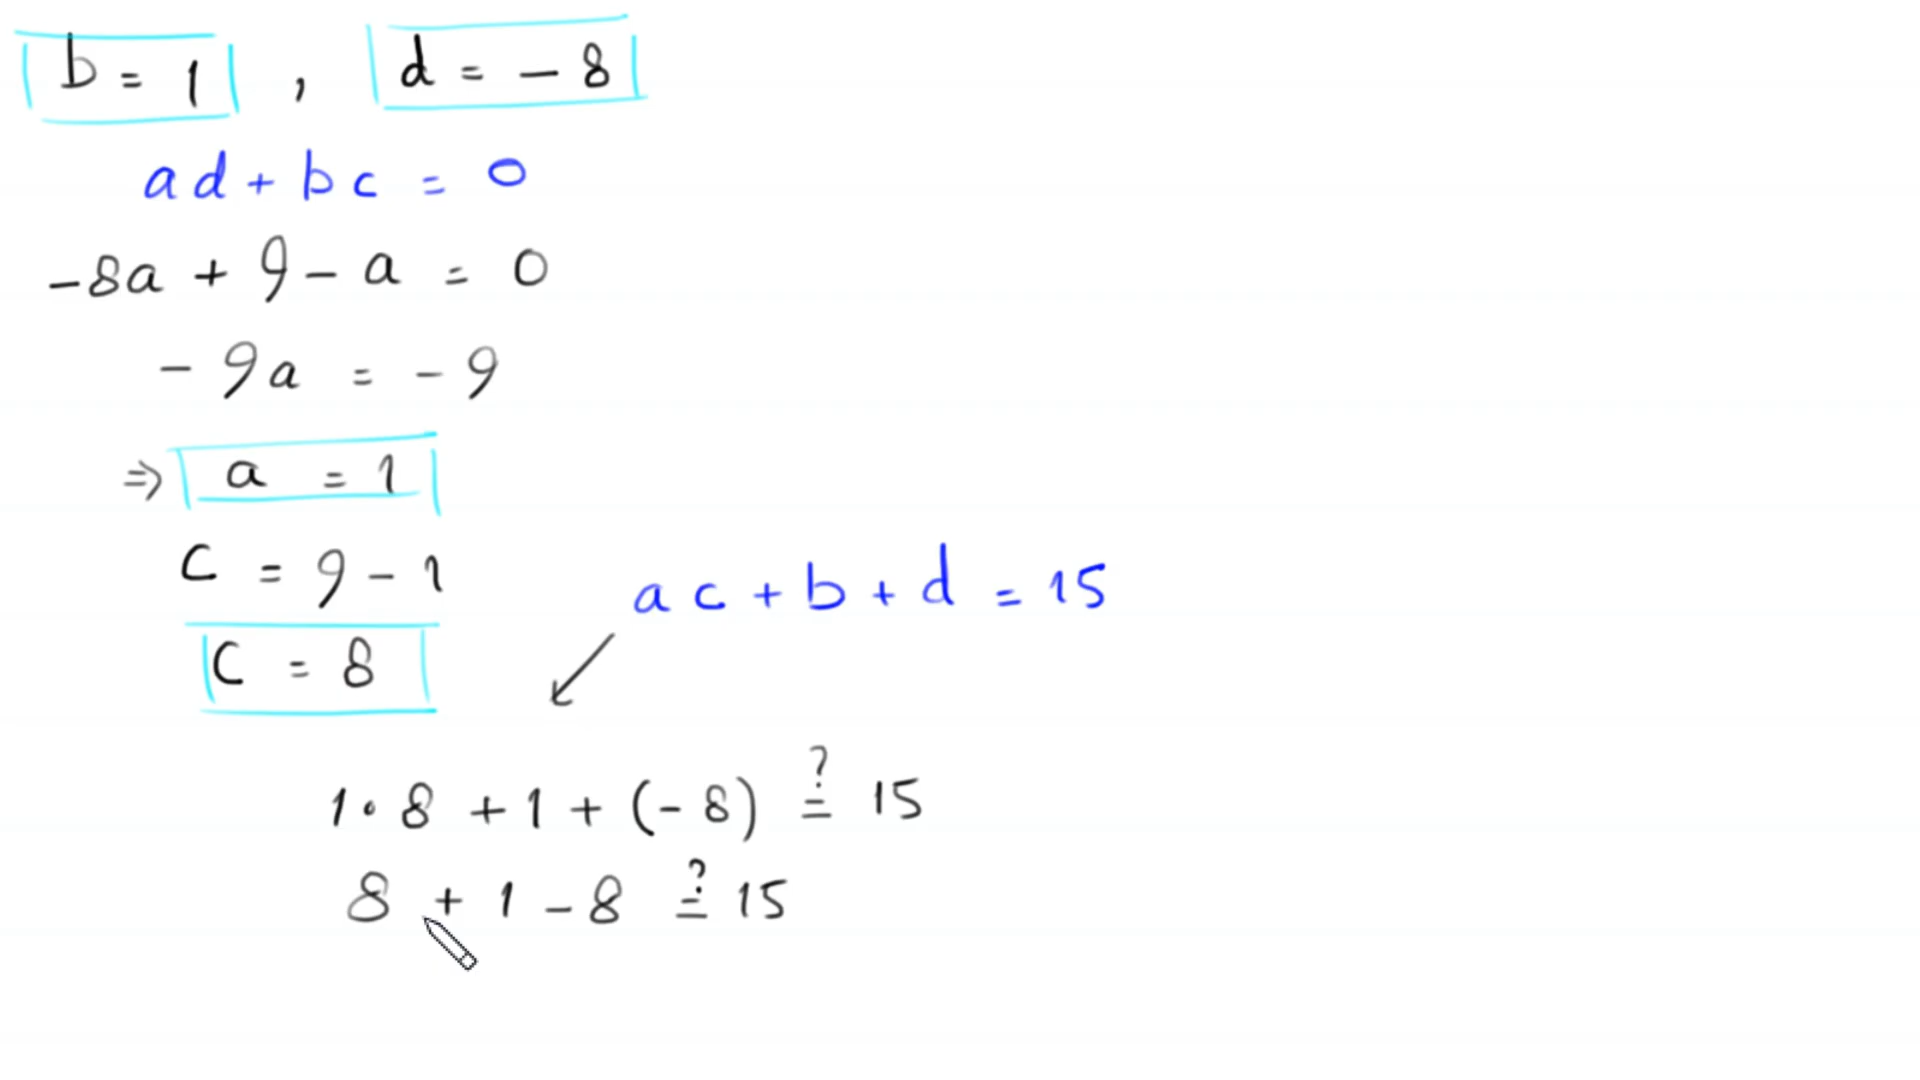 b = 1 , d = - 8
ad + bc = 0
-8a + 9 - a = 0
- 9a = - 9
⇒ a = 1
c = 9 - 1
ac + b + d = 15
c = 8
1 · 8 + 1 + (- 8) ≟ 15
8 + 1 - 8 ≟ 15